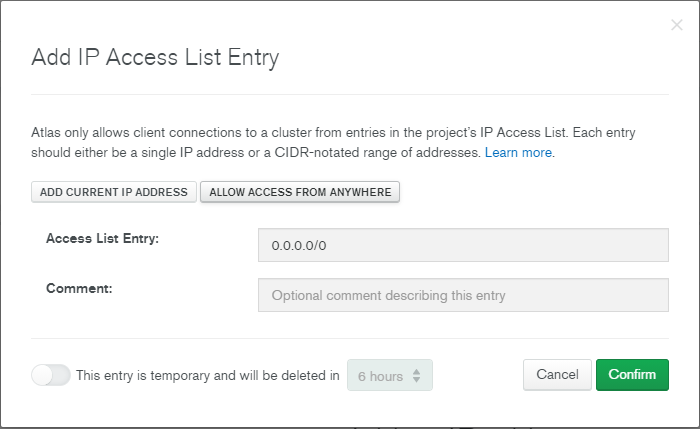 ×
Add IP Access List Entry
Atlas only allows client connections to a cluster from entries in the project's IP Access List. Each entry
should either be a single IP address or a CIDR-notated range of addresses. Learn more.
ADD CURRENT IP ADDRESS ALLOW ACCESS FROM ANYWHERE
Access List Entry: 0.0.0.0/0
Comment: Optional comment describing this entry
This entry is temporary and will be deleted in 6 hours Cancel Confirm